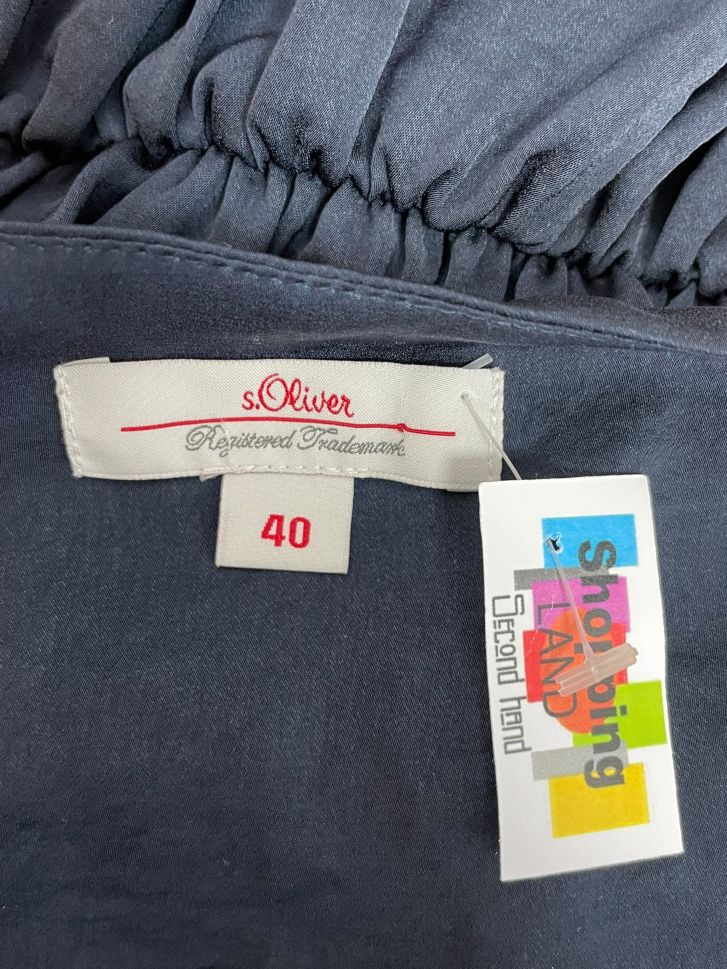 s.Oliver
Registered Trademark
40
Shopping
LAND
Second hand